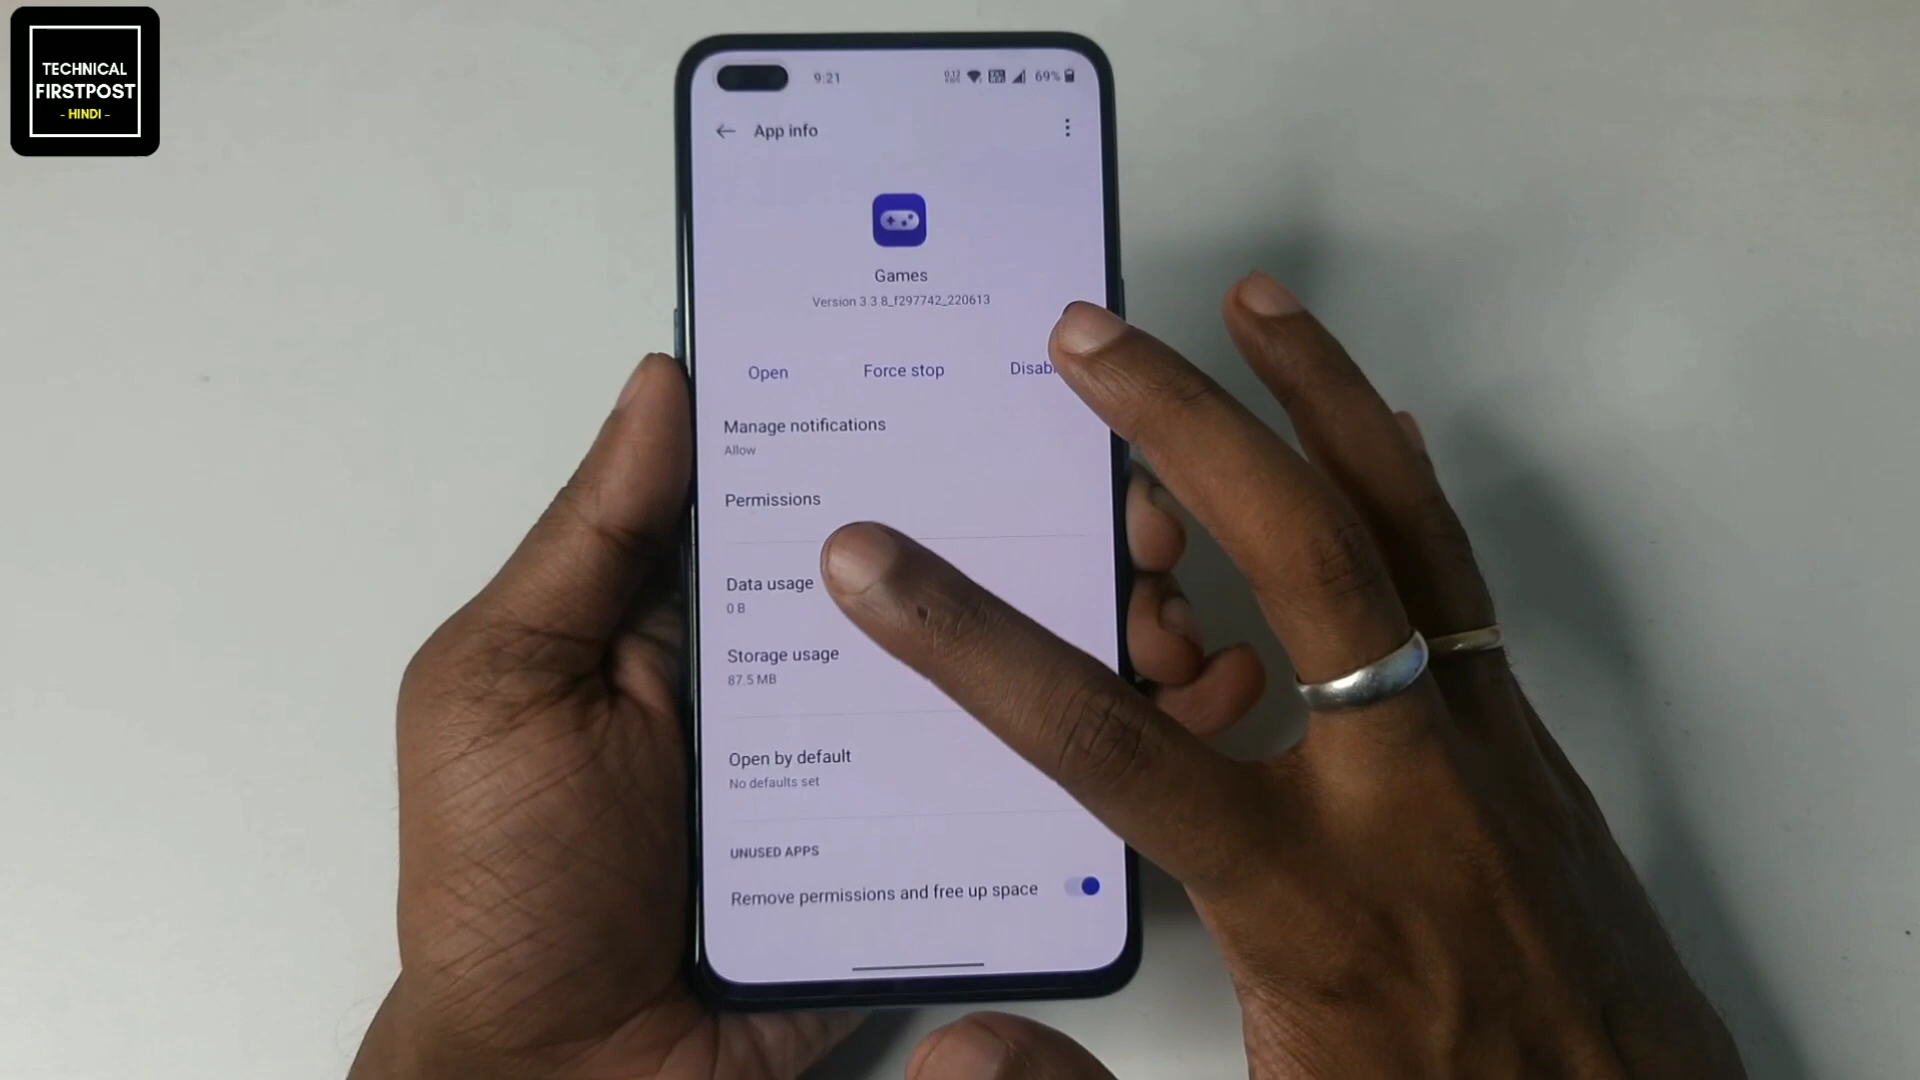 TECHNICAL
FIRSTPOST
- HINDI -
9:21
69%
App info
Games
Version 3.3.8_f297742_220613
Open
Force stop
Manage notifications
Allow
Permissions
Data usage
0 B
Storage usage
87.5 MB
Open by default
No defaults set
UNUSED APPS
Remove permissions and free up space